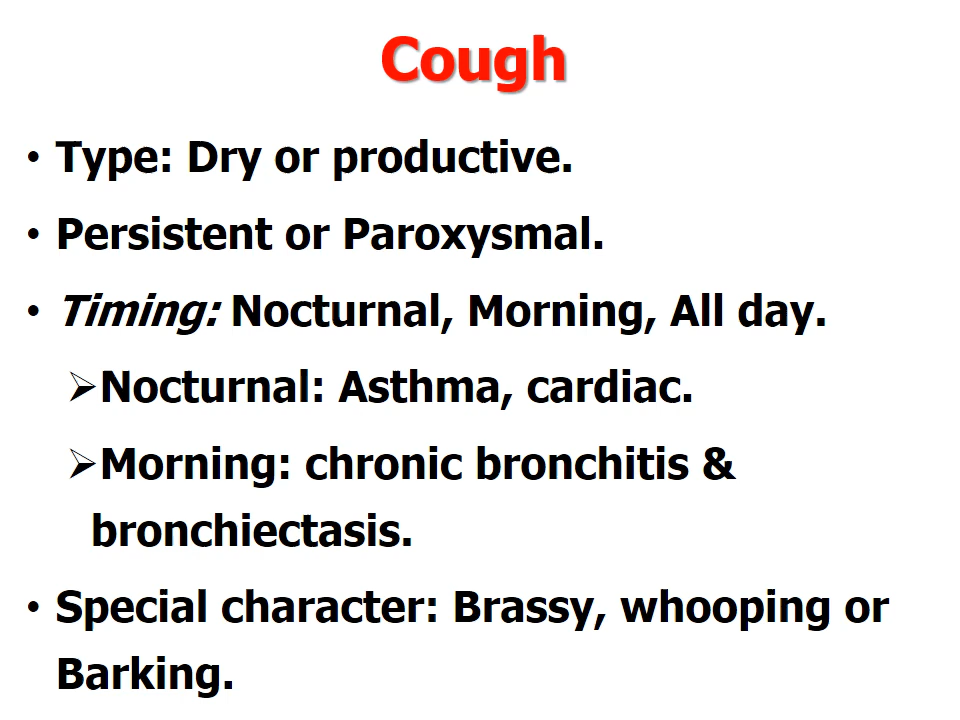 Cough
• Type: Dry or productive.
• Persistent or Paroxysmal.
• Timing: Nocturnal, Morning, All day.
➢Nocturnal: Asthma, cardiac.
➢Morning: chronic bronchitis &
bronchiectasis.
• Special character: Brassy, whooping or
Barking.